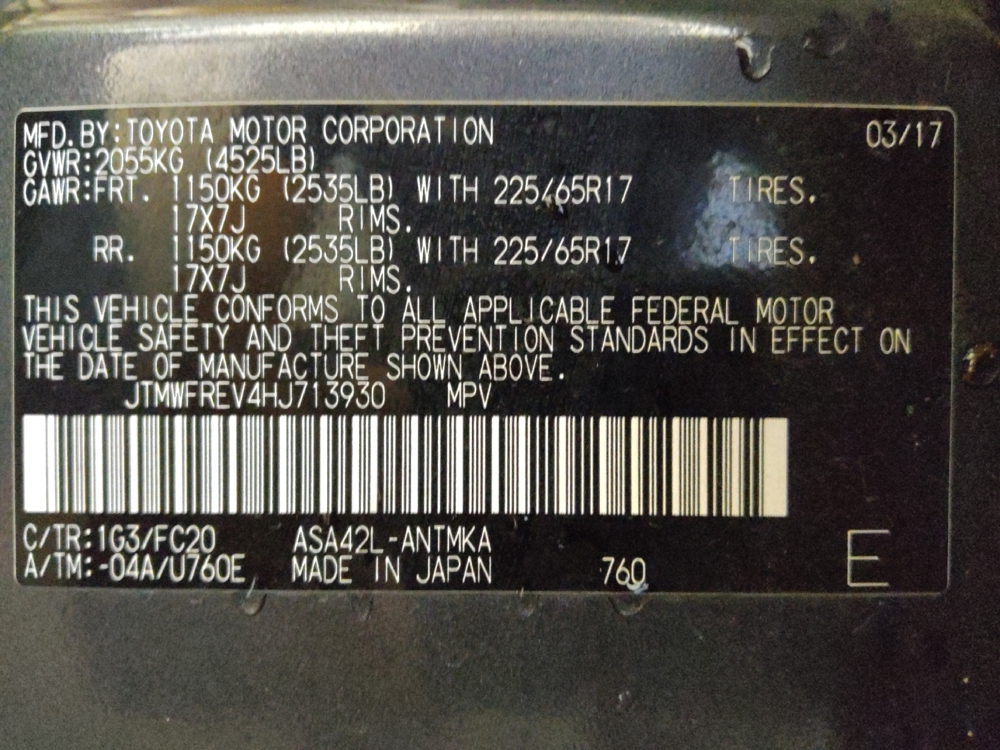 MFD.BY:TOYOTA MOTOR CORPORATION 03/17
GVWR:2055KG (4525LB)
GAWR:FRT. 1150KG (2535LB) WITH 225/65R17 TIRES.
17X7J RIMS.
RR. 1150KG (2535LB) WITH 225/65R17 TIRES.
17X7J RIMS.
THIS VEHICLE CONFORMS TO ALL APPLICABLE FEDERAL MOTOR
VEHICLE SAFETY AND THEFT PREVENTION STANDARDS IN EFFECT ON
THE DATE OF MANUFACTURE SHOWN ABOVE.
JTMWFREV4HJ713930 MPV
C/TR:1G3/FC20 ASA42L-ANTMKA
A/TM:-04A/U760E MADE IN JAPAN 760 E